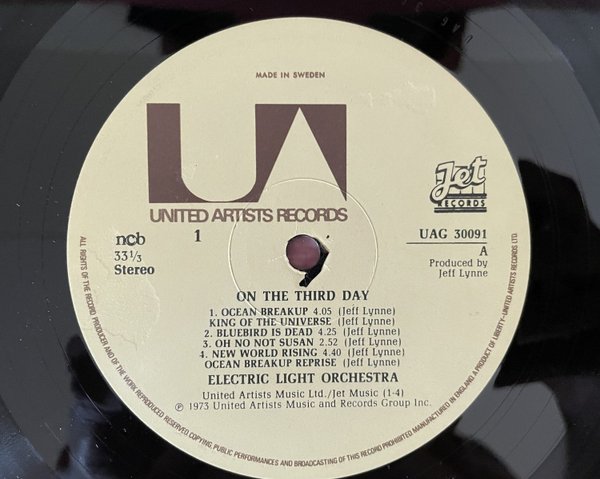 MADE IN SWEDEN
UA
UNITED ARTISTS RECORDS
Jet
RECORDS
ncb
1
UAG 30091
33 1/3
A
Stereo
Produced by
Jeff Lynne
ON THE THIRD DAY
1. OCEAN BREAKUP 4.05 (Jeff Lynne)
KING OF THE UNIVERSE (Jeff Lynne)
2. BLUEBIRD IS DEAD 4.25 (Jeff Lynne)
3. OH NO NOT SUSAN 2.52 (Jeff Lynne)
4. NEW WORLD RISING 4.40 (Jeff Lynne)
OCEAN BREAKUP REPRISE (Jeff Lynne)
ELECTRIC LIGHT ORCHESTRA
United Artists Music Ltd./Jet Music (1-4)
℗ 1973 United Artists Music and Records Group Inc.
ALL RIGHTS OF THE RECORD PRODUCER AND OF THE OWNER OF THE WORK REPRODUCED RESERVED.COPYING, PUBLIC PERFORMANCES AND BROADCASTING OF THIS RECORD PROHIBITED MANUFACTURED IN ENGLAND. A PRODUCT OF LIBERTY-UNITED ARTISTS RECORDS LTD.